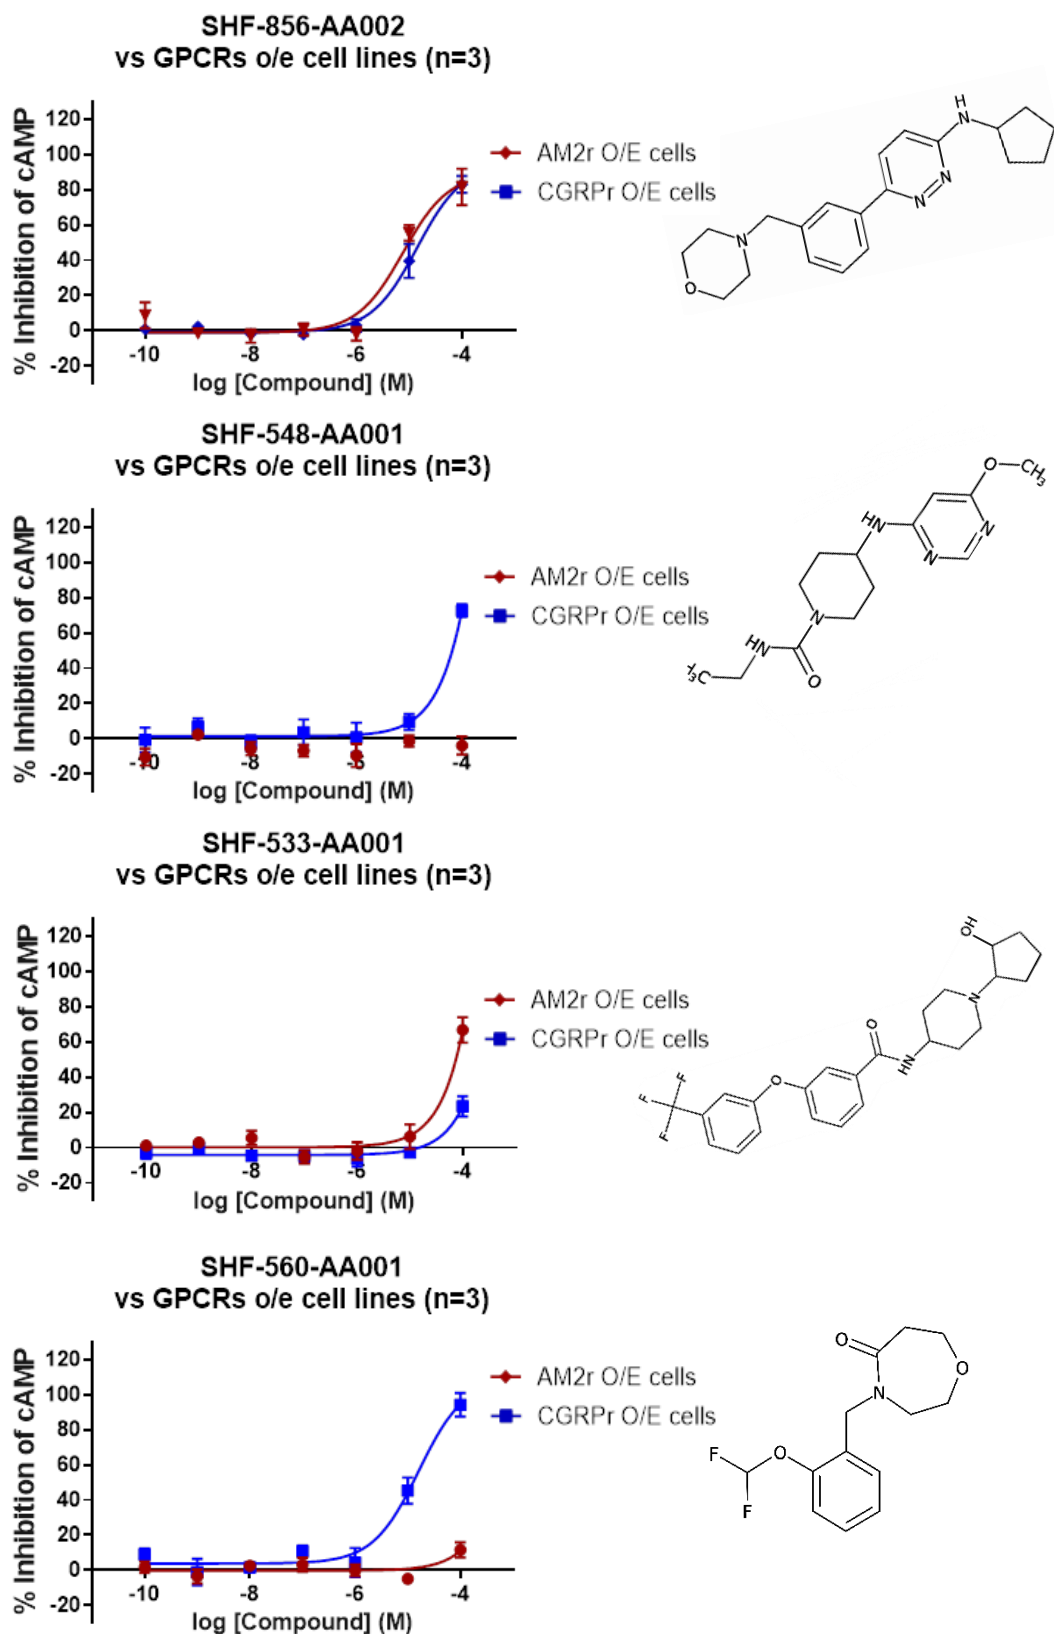 SHF-856-AA002
vs GPCRs o/e cell lines (n=3)
% Inhibition of cAMP
120
100
80
60
40
20
0
-20
-10
-8
-6
-4
log [Compound] (M)
AM2r O/E cells
CGRPr O/E cells
H
N
N
N
N
O
SHF-548-AA001
vs GPCRs o/e cell lines (n=3)
% Inhibition of cAMP
120
100
80
60
40
20
0
-20
-10
-8
-6
-4
log [Compound] (M)
AM2r O/E cells
CGRPr O/E cells
O
CH3
HN
N
N
N
HN
O
3C
SHF-533-AA001
vs GPCRs o/e cell lines (n=3)
% Inhibition of cAMP
120
100
80
60
40
20
0
-20
-10
-8
-6
-4
log [Compound] (M)
AM2r O/E cells
CGRPr O/E cells
OH
N
O
HN
O
F
F
F
SHF-560-AA001
vs GPCRs o/e cell lines (n=3)
% Inhibition of cAMP
120
100
80
60
40
20
0
-20
-10
-8
-6
-4
log [Compound] (M)
AM2r O/E cells
CGRPr O/E cells
O
O
N
F
O
F